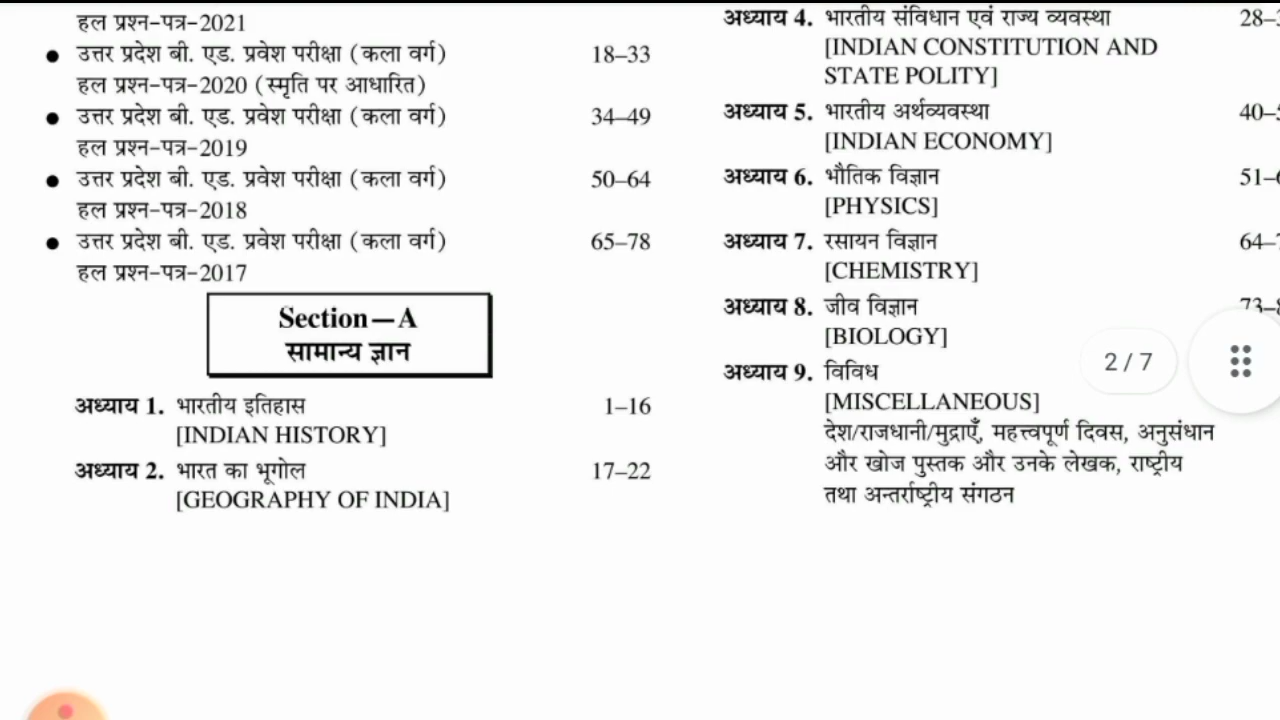 हल प्रश्न-पत्र-2021
● उत्तर प्रदेश बी. एड. प्रवेश परीक्षा (कला वर्ग) 18–33
हल प्रश्न-पत्र-2020 (स्मृति पर आधारित)
● उत्तर प्रदेश बी. एड. प्रवेश परीक्षा (कला वर्ग) 34–49
हल प्रश्न-पत्र-2019
● उत्तर प्रदेश बी. एड. प्रवेश परीक्षा (कला वर्ग) 50–64
हल प्रश्न-पत्र-2018
● उत्तर प्रदेश बी. एड. प्रवेश परीक्षा (कला वर्ग) 65–78
हल प्रश्न-पत्र-2017
Section—A
सामान्य ज्ञान
अध्याय 1. भारतीय इतिहास 1–16
[INDIAN HISTORY]
अध्याय 2. भारत का भूगोल 17–22
[GEOGRAPHY OF INDIA]
अध्याय 4. भारतीय संविधान एवं राज्य व्यवस्था 28–
[INDIAN CONSTITUTION AND
STATE POLITY]
अध्याय 5. भारतीय अर्थव्यवस्था 40–
[INDIAN ECONOMY]
अध्याय 6. भौतिक विज्ञान 51–
[PHYSICS]
अध्याय 7. रसायन विज्ञान 64–
[CHEMISTRY]
अध्याय 8. जीव विज्ञान 73–
[BIOLOGY]
2 / 7
अध्याय 9. विविध
[MISCELLANEOUS]
देश/राजधानी/मुद्राएँ, महत्त्वपूर्ण दिवस, अनुसंधान
और खोज पुस्तक और उनके लेखक, राष्ट्रीय
तथा अन्तर्राष्ट्रीय संगठन